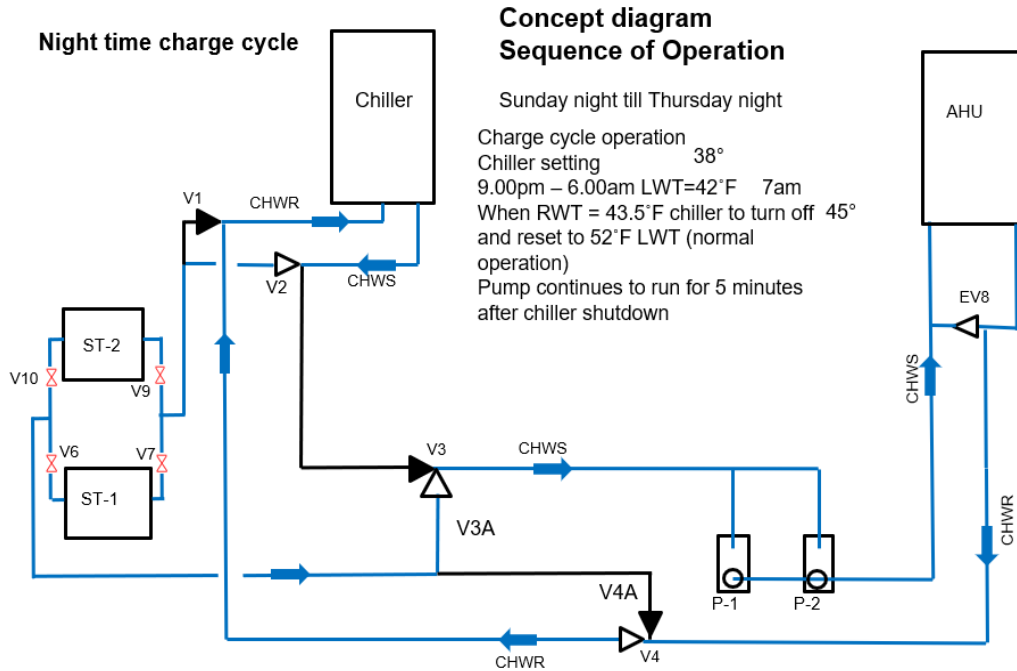 Night time charge cycle
Concept diagram
Sequence of Operation
Sunday night till Thursday night
Charge cycle operation
Chiller setting 38°
9.00pm – 6.00am LWT=42˚F 7am
When RWT = 43.5˚F chiller to turn off 45°
and reset to 52˚F LWT (normal
operation)
Pump continues to run for 5 minutes
after chiller shutdown
Chiller
AHU
V1
CHWR
V2
CHWS
EV8
ST-2
V10
V9
CHWS
V6
V7
ST-1
V3
CHWS
V3A
CHWR
V4A
P-1
P-2
CHWR
V4